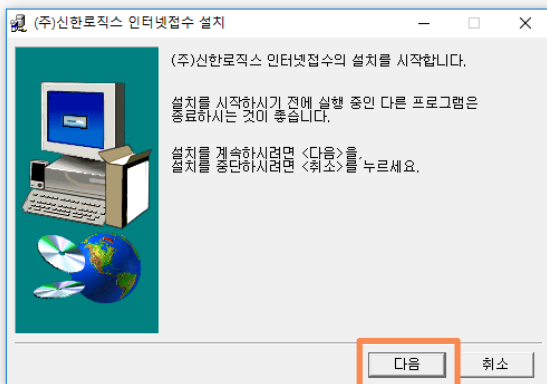 (주)신한로직스 인터넷접수 설치
(주)신한로직스 인터넷접수의 설치를 시작합니다.
설치를 시작하시기 전에 실행 중인 다른 프로그램은
종료하시는 것이 좋습니다.
설치를 계속하시려면 <다음>을,
설치를 중단하시려면 <취소>를 누르세요.
다음 취소